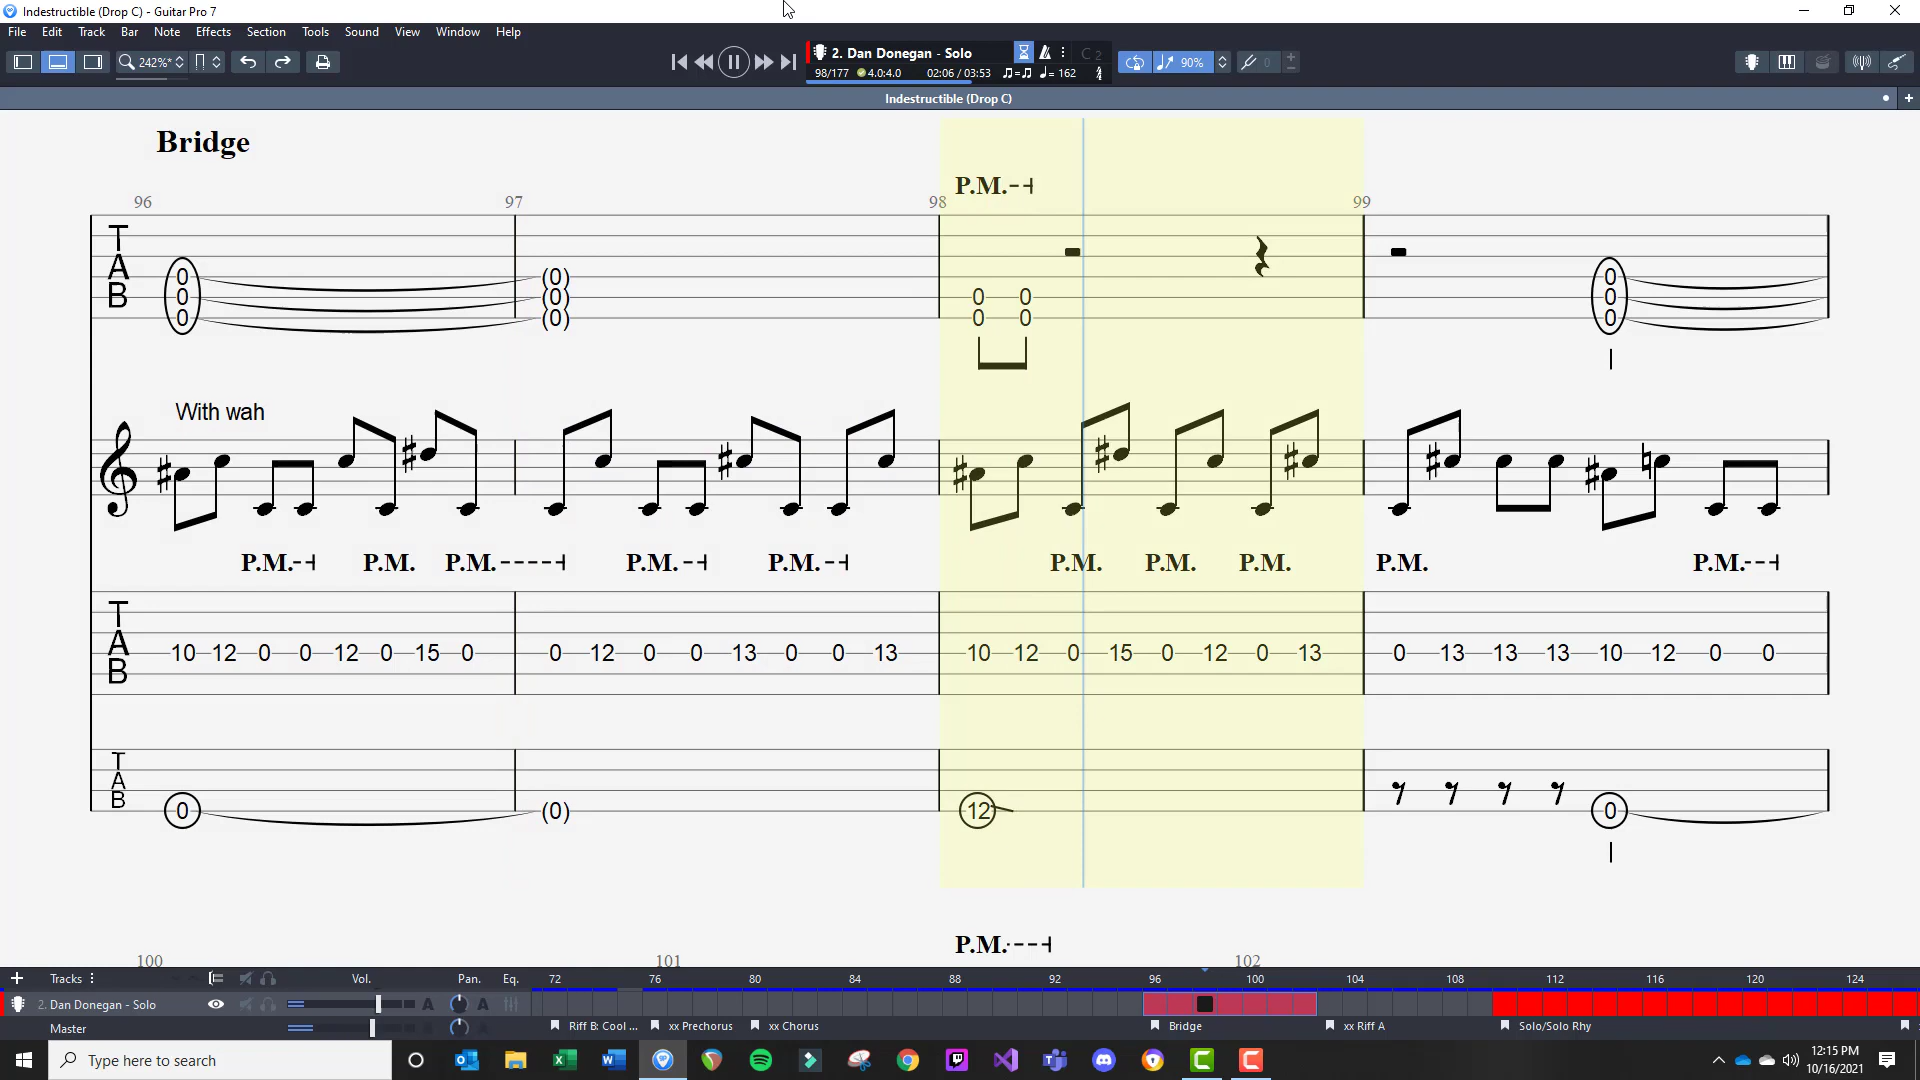 Indestructible (Drop C) - Guitar Pro 7
File Edit Track Bar Note Effects Section Tools Sound View Window Help
242%* 2. Dan Donegan - Solo C 2 90% 0
98/177 4.0:4.0 02:06 / 03:53 = 162
Indestructible (Drop C)
Bridge
P.M.
96 97 98 99
T
A
B
0 (0) 0
0 (0) 0 0 0
0 (0) 0 0 0
With wah
P.M. P.M. P.M. P.M. P.M. P.M. P.M. P.M. P.M. P.M.
T
A
B
10 12 0 0 12 0 15 0 0 12 0 0 13 0 0 13 10 12 0 15 0 12 0 13 0 13 13 13 10 12 0 0
T
A
B
0 (0) 12 0
P.M.
100 101 102
Tracks Vol. Pan. Eq. 72 76 80 84 88 92 96 100 104 108 112 116 120 124
2. Dan Donegan - Solo A A
Master Riff B: Cool ... xx Prechorus xx Chorus Bridge xx Riff A Solo/Solo Rhy
Type here to search
12:15 PM
10/16/2021